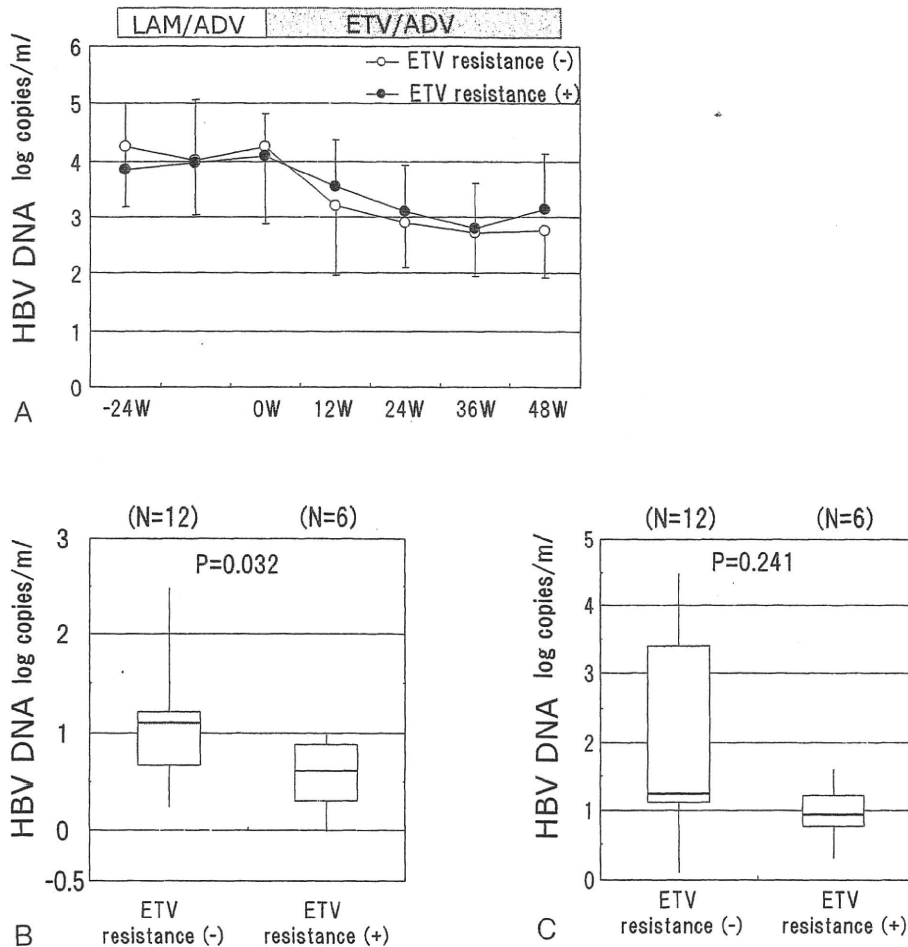 LAM/ADV ETV/ADV
6
ETV resistance (-)
5
ETV resistance (+)
4
3
2
1
0
HBV DNA log copies/m/
-24W 0W 12W 24W 36W 48W
A
(N=12) (N=6)
3
P=0.032
2
1
0
-0.5
HBV DNA log copies/m/
ETV resistance (-)
ETV resistance (+)
B
(N=12) (N=6)
5
P=0.241
4
3
2
1
0
HBV DNA log copies/m/
ETV resistance (-)
ETV resistance (+)
C